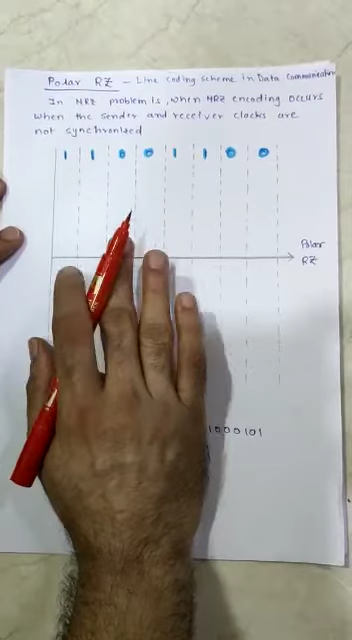 Polar RZ - Line Coding scheme in Data Communication
In NRZ problem is, when NRZ encoding occurs
when the sender and receiver clocks are
not synchronized
1 1 0 0 1 1 0 0
Polar
RZ
1000101